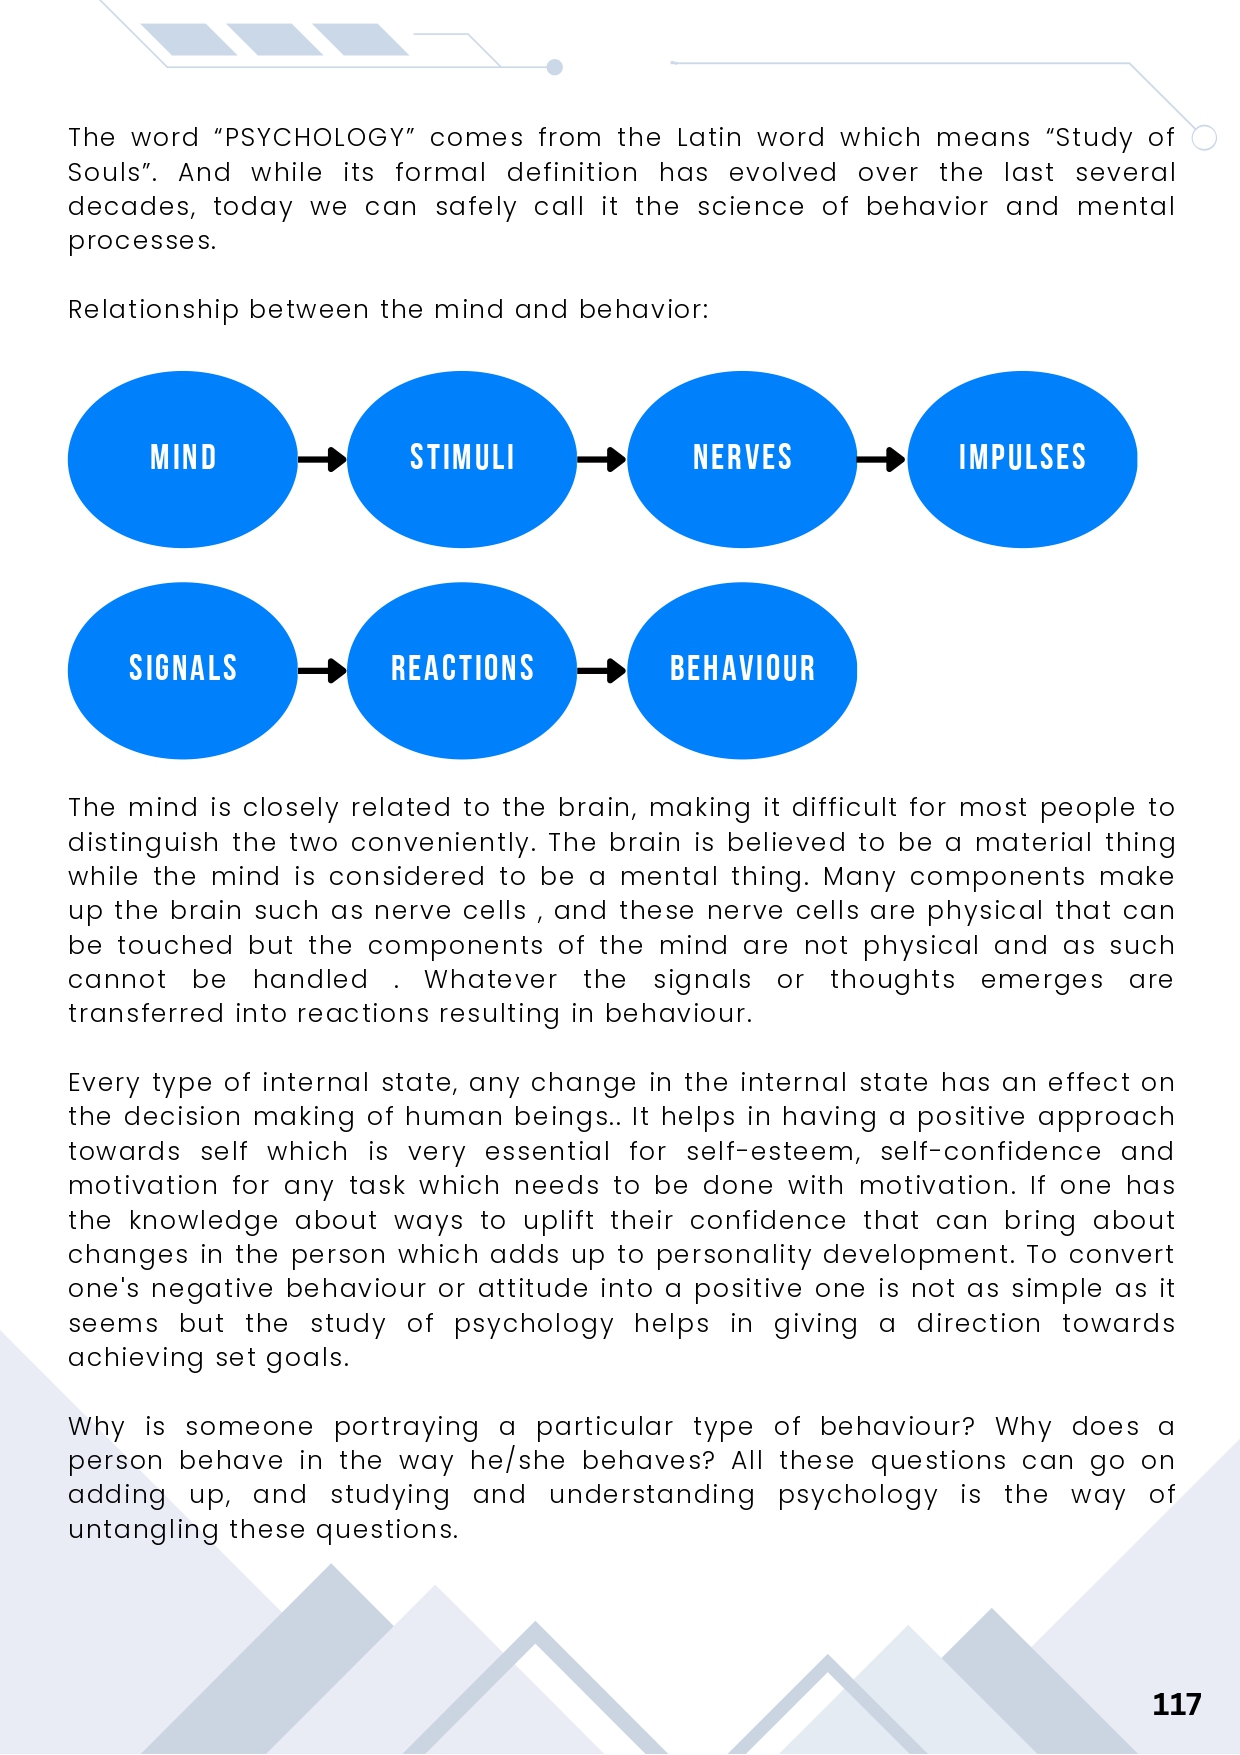 The word “PSYCHOLOGY” comes from the Latin word which means “Study of
Souls”. And while its formal definition has evolved over the last several
decades, today we can safely call it the science of behavior and mental
processes.
Relationship between the mind and behavior:
MIND STIMULI NERVES IMPULSES
SIGNALS REACTIONS BEHAVIOUR
The mind is closely related to the brain, making it difficult for most people to
distinguish the two conveniently. The brain is believed to be a material thing
while the mind is considered to be a mental thing. Many components make
up the brain such as nerve cells , and these nerve cells are physical that can
be touched but the components of the mind are not physical and as such
cannot be handled . Whatever the signals or thoughts emerges are
transferred into reactions resulting in behaviour.
Every type of internal state, any change in the internal state has an effect on
the decision making of human beings.. It helps in having a positive approach
towards self which is very essential for self-esteem, self-confidence and
motivation for any task which needs to be done with motivation. If one has
the knowledge about ways to uplift their confidence that can bring about
changes in the person which adds up to personality development. To convert
one's negative behaviour or attitude into a positive one is not as simple as it
seems but the study of psychology helps in giving a direction towards
achieving set goals.
Why is someone portraying a particular type of behaviour? Why does a
person behave in the way he/she behaves? All these questions can go on
adding up, and studying and understanding psychology is the way of
untangling these questions.
117